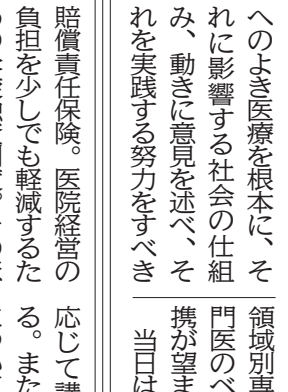 へのよき医療を根本に、そ
れに影響する社会の仕組
み、動きに意見を述べ、そ
れを実践する努力をすべき
領域別専
門医のべ
携が望ま
当日は
賠償責任保険。医院経営の
負担を少しでも軽減するた
応じて講
る。また